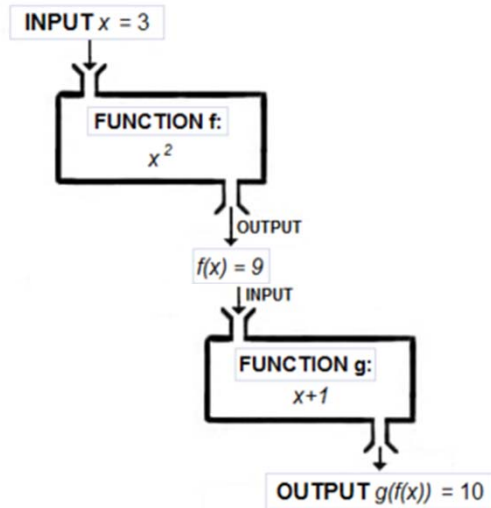 INPUT x = 3
FUNCTION f:
x²
OUTPUT
f(x) = 9
INPUT
FUNCTION g:
x+1
OUTPUT g(f(x)) = 10